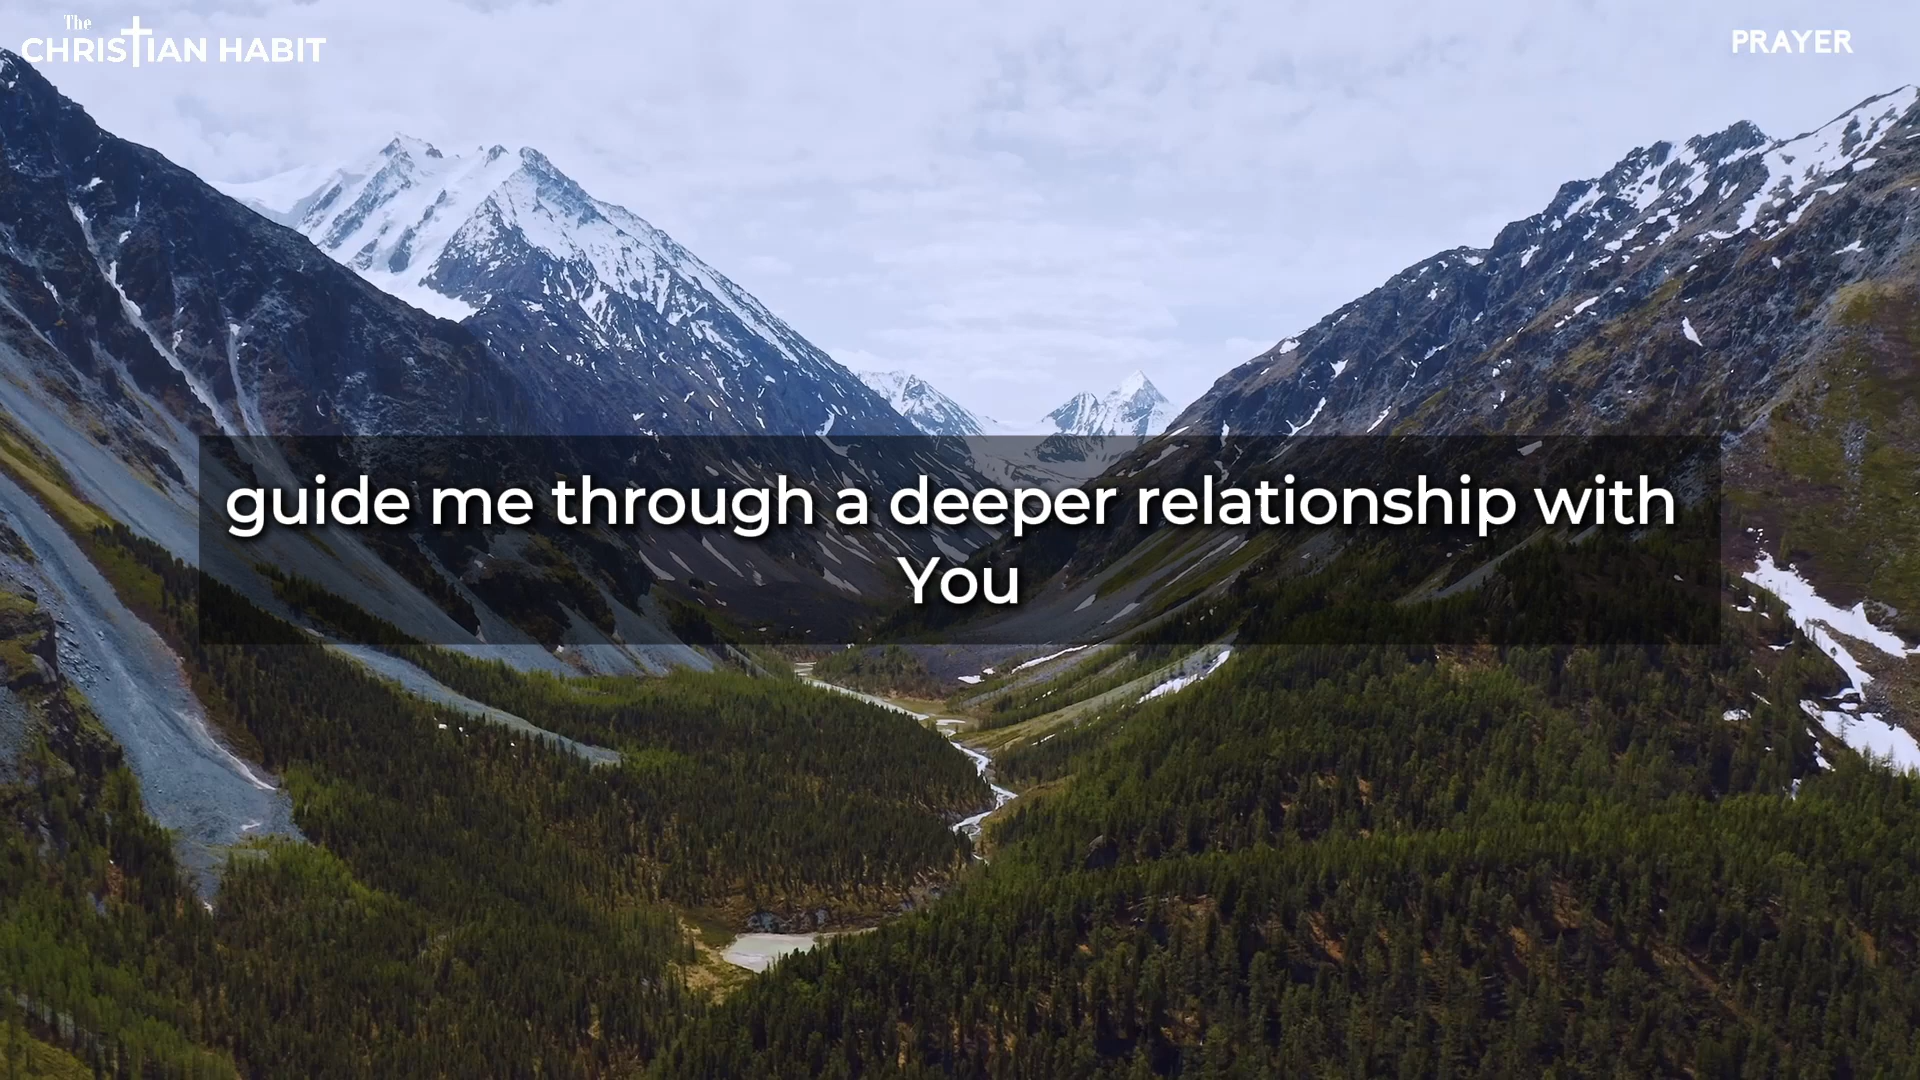 The
CHRISTIAN HABIT
PRAYER
guide me through a deeper relationship with
You